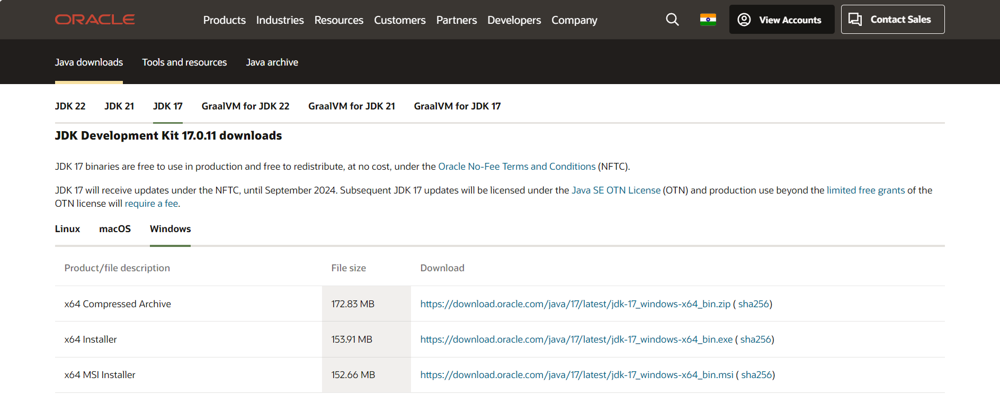 ORACLE Products Industries Resources Customers Partners Developers Company View Accounts Contact Sales
Java downloads Tools and resources Java archive
JDK 22 JDK 21 JDK 17 GraalVM for JDK 22 GraalVM for JDK 21 GraalVM for JDK 17
JDK Development Kit 17.0.11 downloads
JDK 17 binaries are free to use in production and free to redistribute, at no cost, under the Oracle No-Fee Terms and Conditions (NFTC).
JDK 17 will receive updates under the NFTC, until September 2024. Subsequent JDK 17 updates will be licensed under the Java SE OTN License (OTN) and production use beyond the limited free grants of the
OTN license will require a fee.
Linux macOS Windows
Product/file description File size Download
x64 Compressed Archive 172.83 MB https://download.oracle.com/java/17/latest/jdk-17_windows-x64_bin.zip ( sha256)
x64 Installer 153.91 MB https://download.oracle.com/java/17/latest/jdk-17_windows-x64_bin.exe ( sha256)
x64 MSI Installer 152.66 MB https://download.oracle.com/java/17/latest/jdk-17_windows-x64_bin.msi ( sha256)